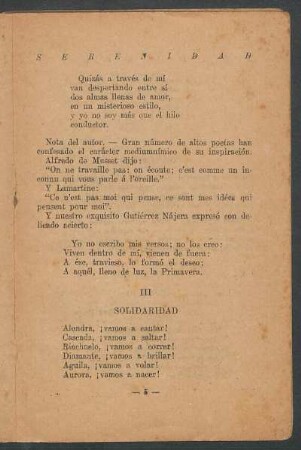 SERENIDAD
Quizás a través de mí
van despertando entre sí
dos almas llenas de amor,
en un misterioso estilo,
y yo no soy más que el hilo
conductor.
Nota del autor. — Gran número de altos poetas han
confesado el carácter mediumnímico de su inspiración.
Alfredo de Musset dijo:
"On ne travaille pas; on écoute; c'est comme un in-
connu qui vous parle á l'oreille."
Y Lamartine:
"Ce n'est pas moi qui pense, ce sont mes idées qui
pensent pour moi".
Y nuestro exquisito Gutiérrez Nájera expresó con de-
licado acierto:
Yo no escribo mis versos; no los creo:
Viven dentro de mí, vienen de fuera:
A ése, travieso, lo formó el deseo;
A aquél, lleno de luz, la Primavera.
III
SOLIDARIDAD
Alondra, ¡vamos a cantar!
Cascada, ¡vamos a saltar!
Riachuelo, ¡vamos a correr!
Diamante, ¡vamos a brillar!
Aguila, ¡vamos a volar!
Aurora, ¡vamos a nacer!
— 5 —